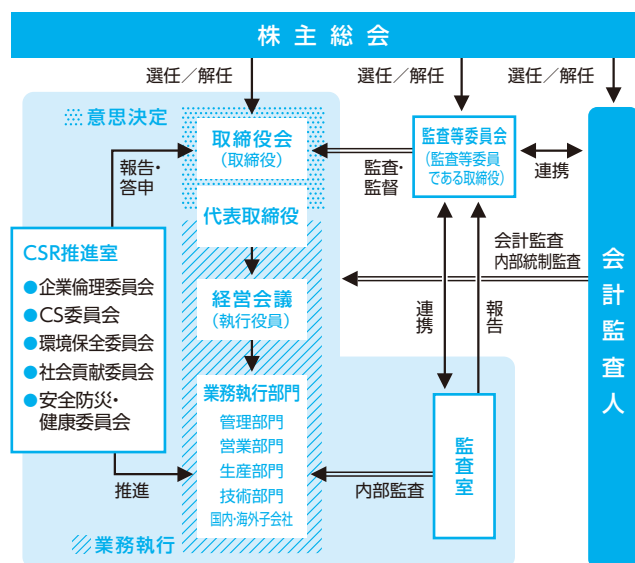 株主総会
選任／解任
選任／解任
選任／解任
意思決定
取締役会
（取締役）
監査等委員会
（監査等委員
である取締役）
報告・
答申
監査・
監督
連携
代表取締役
CSR推進室
●企業倫理委員会
●CS委員会
●環境保全委員会
●社会貢献委員会
●安全防災・
健康委員会
会計監査
内部統制監査
会計監査人
経営会議
（執行役員）
連携
報告
業務執行部門
管理部門
営業部門
生産部門
技術部門
国内・海外子会社
監査室
推進
内部監査
業務執行